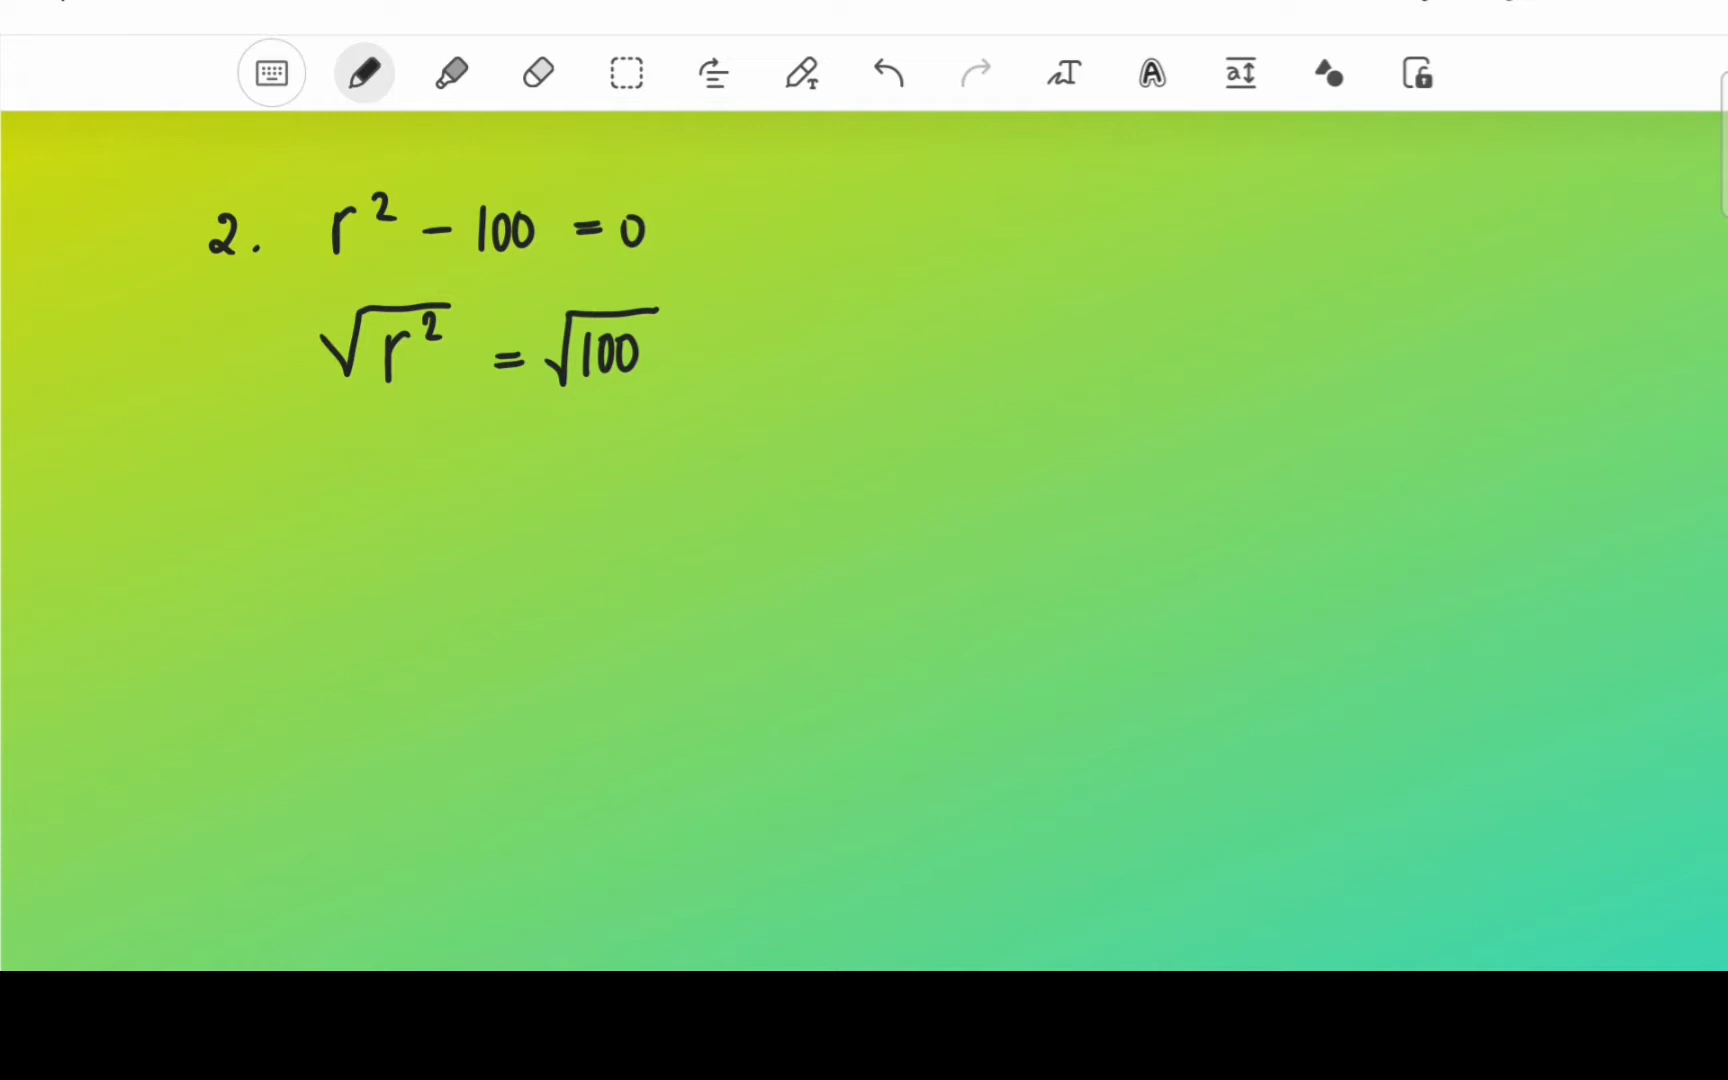 2. r² - 100 = 0
√r² = √100